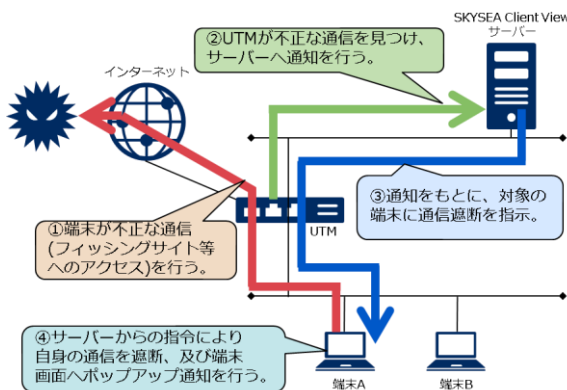 SKYSEA Client View
サーバー
②UTMが不正な通信を見つけ、
サーバーへ通知を行う。
インターネット
③通知をもとに、対象の
端末に通信遮断を指示。
①端末が不正な通信
(フィッシングサイト等
へのアクセス)を行う。
UTM
④サーバーからの指令により
自身の通信を遮断、及び端末
画面へポップアップ通知を行う。
端末A
端末B